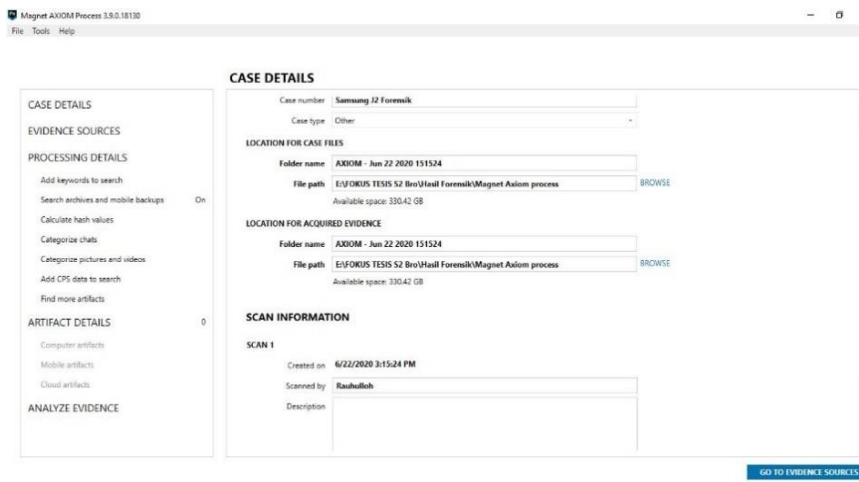 Magnet AXIOM Process 3.9.0.18130
File Tools Help
CASE DETAILS
EVIDENCE SOURCES
PROCESSING DETAILS
Add keywords to search
Search archives and mobile backups On
Calculate hash values
Categorize chats
Categorize pictures and videos
Add CPS data to search
Find more artifacts
ARTIFACT DETAILS 0
Computer artifacts
Mobile artifacts
Cloud artifacts
ANALYZE EVIDENCE
CASE DETAILS
Case number Samsung J2 Forensik
Case type Other
LOCATION FOR CASE FILES
Folder name AXIOM - Jun 22 2020 151524
File path E:\FOKUS TESIS S2 Bro\Hasil Forensik\Magnet Axiom process BROWSE
Available space: 330.42 GB
LOCATION FOR ACQUIRED EVIDENCE
Folder name AXIOM - Jun 22 2020 151524
File path E:\FOKUS TESIS S2 Bro\Hasil Forensik\Magnet Axiom process BROWSE
Available space: 330.42 GB
SCAN INFORMATION
SCAN 1
Created on 6/22/2020 3:15:24 PM
Scanned by Rauhulloh
Description
GO TO EVIDENCE SOURCES